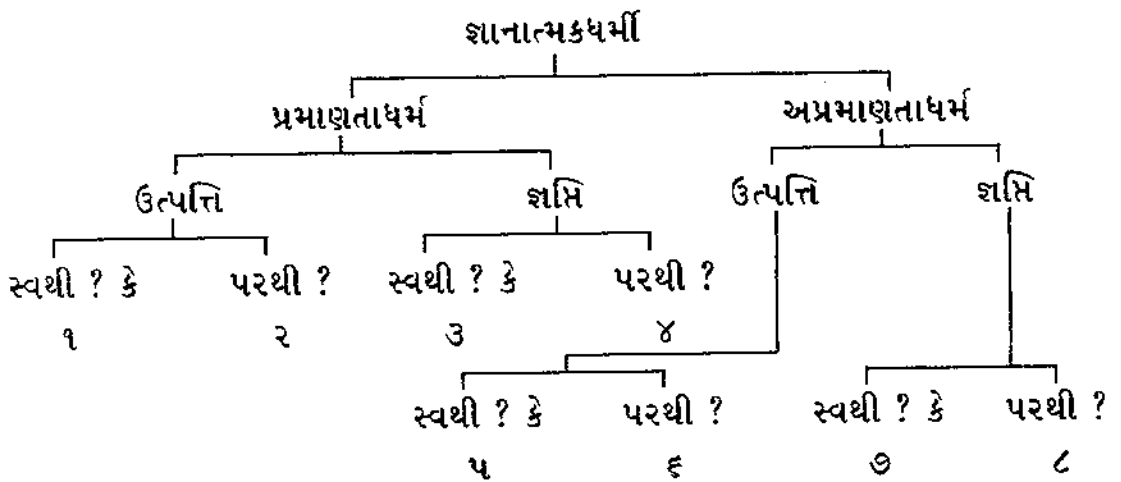 જ્ઞાનાત્મકધર્મી
પ્રમાણતાધર્મ અપ્રમાણતાધર્મ
ઉત્પત્તિ જ્ઞપ્તિ ઉત્પત્તિ જ્ઞપ્તિ
સ્વથી ? કે પરથી ? સ્વથી ? કે પરથી ?
૧ ૨ ૩ ૪
સ્વથી ? કે પરથી ? સ્વથી ? કે પરથી ?
૫ ૬ ૭ ૮